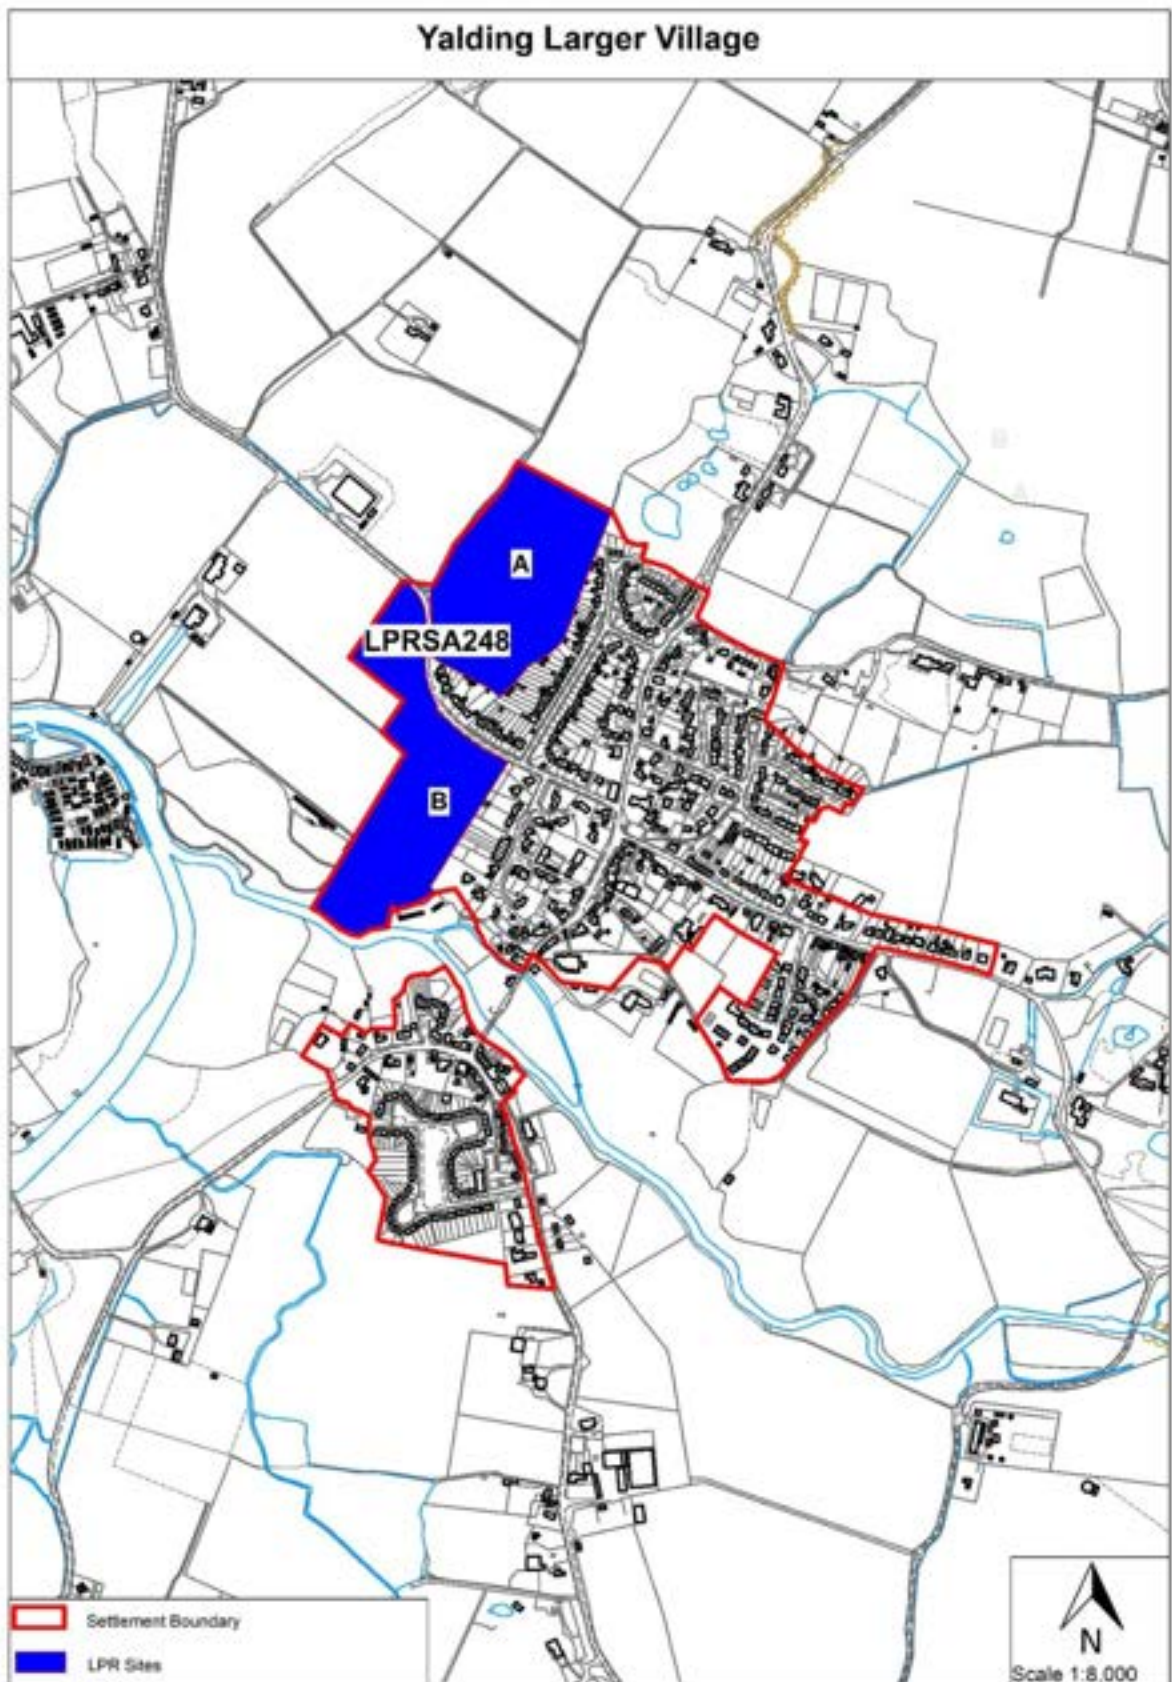 Yalding Larger Village
A
LPRSA248
B
Settlement Boundary
LPR Sites
N
Scale 1:8,000